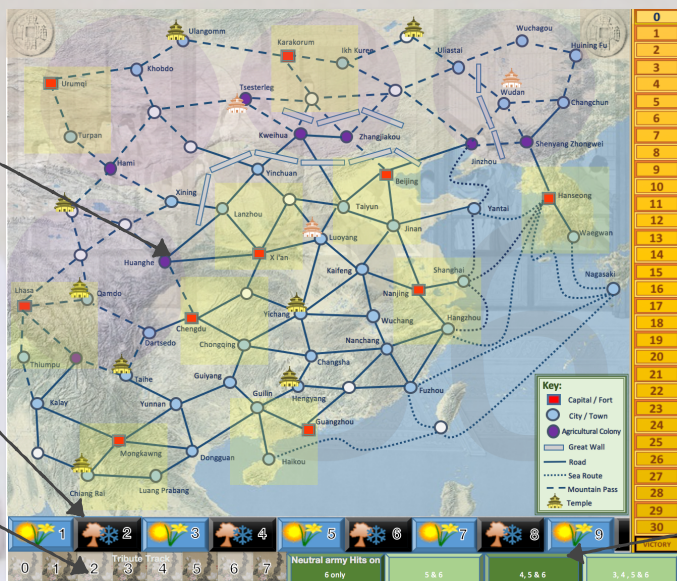 0
1
2
3
4
5
6
7
8
9
10
11
12
13
14
15
16
17
18
19
20
21
22
23
24
25
26
27
28
29
30
VICTORY
Ulangomm
Karakorum
Ikh Kuree
Uliastai
Wuchagou
Huining Fu
Khobdo
Urumqi
Tsesterleg
Wudan
Changchun
Turpan
Kweihua
Zhangjiakou
Shenyang Zhongwei
Hami
Jinzhou
Yinchuan
Beijing
Xining
Hanseong
Lanzhou
Taiyun
Yantai
Jinan
Waegwan
Luoyang
Huanghe
X i'an
Kaifeng
Shanghai
Nagasaki
Lhasa
Qamdo
Nanjing
Yichang
Wuchang
Hangzhou
Chengdu
Dartsedo
Chongqing
Nanchang
Thiumpu
Changsha
Taihe
Guiyang
Hengyang
Fuzhou
Kalay
Yunnan
Guilin
Guangzhou
Mongkawng
Dongguan
Haikou
Chiang Rai
Luang Prabang
Key:
Capital / Fort
City / Town
Agricultural Colony
Great Wall
Road
Sea Route
Mountain Pass
Temple
1
2
3
4
5
6
7
8
9
Tribute Track
0
1
2
3
4
5
6
7
Neutral army Hits on
6 only
5 & 6
4, 5 & 6
3, 4 , 5 & 6